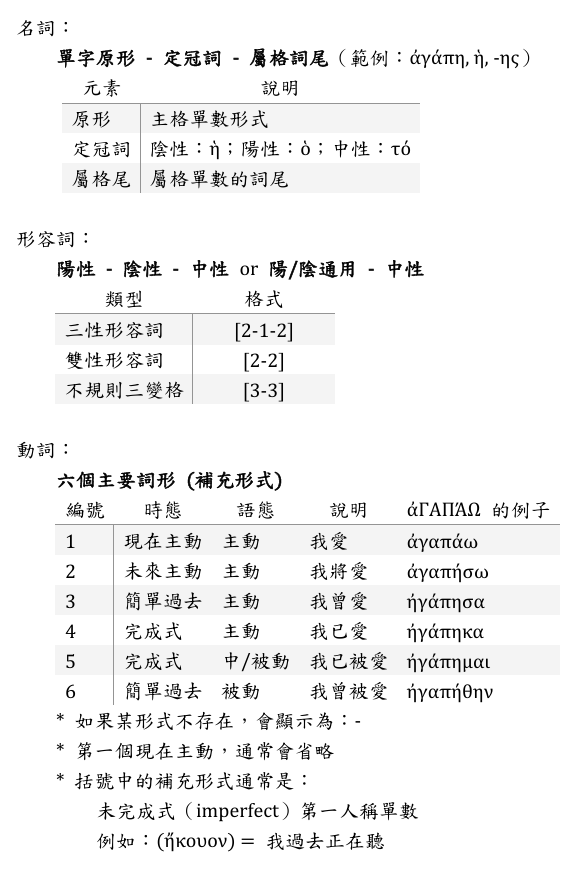 名詞：
單字原形 - 定冠詞 - 屬格詞尾（範例：ἀγάπη, ἡ, -ης）
元素 說明
原形 主格單數形式
定冠詞 陰性：ἡ；陽性：ὁ；中性：τό
屬格尾 屬格單數的詞尾
形容詞：
陽性 - 陰性 - 中性 or 陽/陰通用 - 中性
類型 格式
三性形容詞 [2-1-2]
雙性形容詞 [2-2]
不規則三變格 [3-3]
動詞：
六個主要詞形 (補充形式)
編號 時態 語態 說明 ἀΓΑΠΆΩ 的例子
1 現在主動 主動 我愛 ἀγαπάω
2 未來主動 主動 我將愛 ἀγαπήσω
3 簡單過去 主動 我曾愛 ἠγάπησα
4 完成式 主動 我已愛 ἠγάπηκα
5 完成式 中/被動 我已被愛 ἠγάπημαι
6 簡單過去 被動 我曾被愛 ἠγαπήθην
* 如果某形式不存在，會顯示為：-
* 第一個現在主動，通常會省略
* 括號中的補充形式通常是：
未完成式（imperfect）第一人稱單數
例如：(ἤκουον) = 我過去正在聽